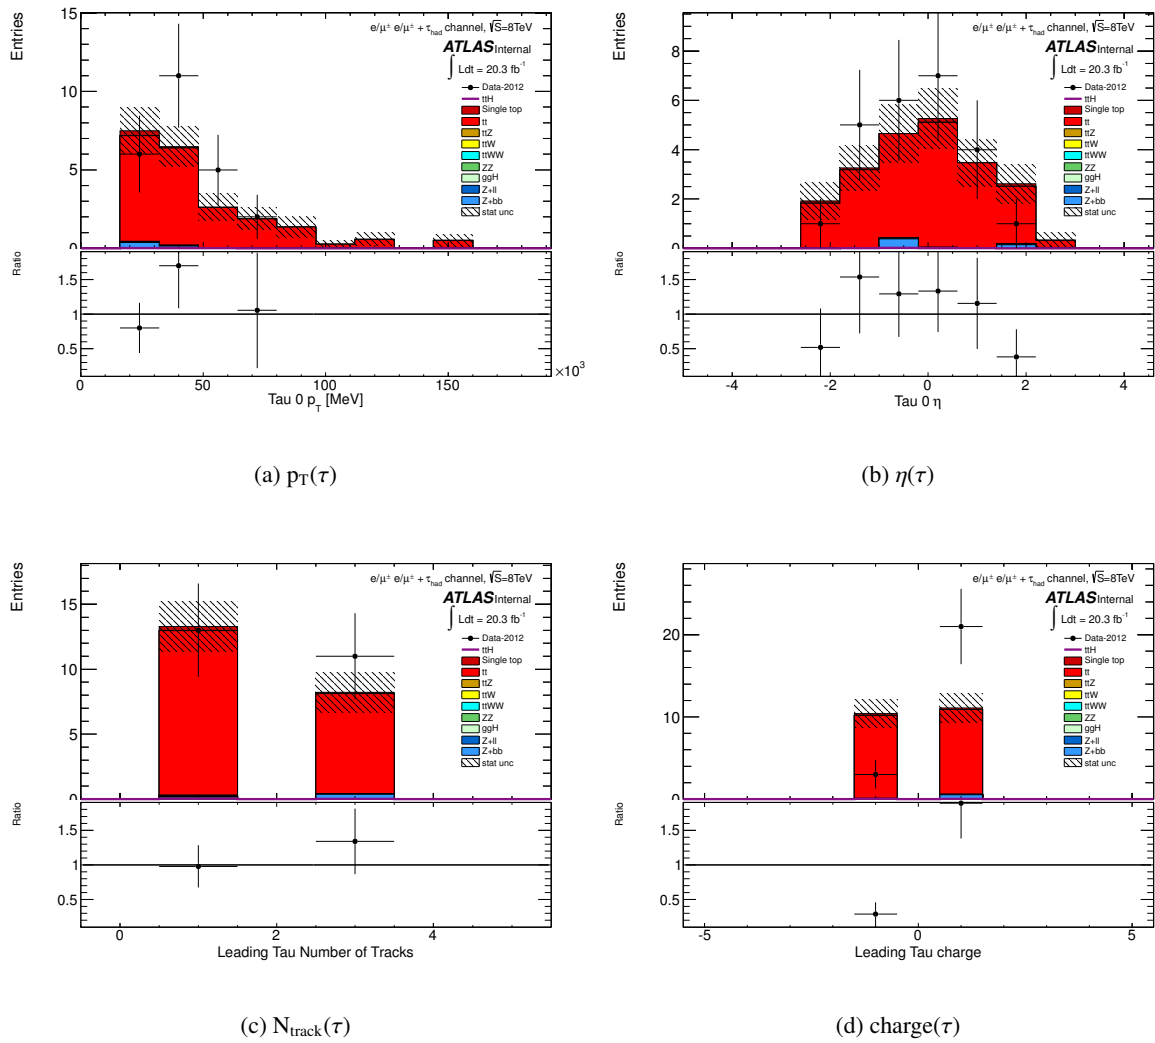 Entries
15
10
5
0
e/μ± e/μ± + τhad channel, √S=8TeV
ATLAS Internal
∫ Ldt = 20.3 fb-1
Data-2012
ttH
Single top
tt
ttZ
ttW
ttWW
ZZ
ggH
Z+ll
Z+bb
stat unc
Ratio
1.5
1
0.5
0 50 100 150
×10³
Tau 0 pT [MeV]
(a) pT(τ)
Entries
8
6
4
2
0
e/μ± e/μ± + τhad channel, √S=8TeV
ATLAS Internal
∫ Ldt = 20.3 fb-1
Data-2012
ttH
Single top
tt
ttZ
ttW
ttWW
ZZ
ggH
Z+ll
Z+bb
stat unc
Ratio
1.5
1
0.5
-4 -2 0 2 4
Tau 0 η
(b) η(τ)
Entries
15
10
5
0
e/μ± e/μ± + τhad channel, √S=8TeV
ATLAS Internal
∫ Ldt = 20.3 fb-1
Data-2012
ttH
Single top
tt
ttZ
ttW
ttWW
ZZ
ggH
Z+ll
Z+bb
stat unc
Ratio
1.5
1
0.5
0 2 4
Leading Tau Number of Tracks
(c) Ntrack(τ)
Entries
20
10
0
e/μ± e/μ± + τhad channel, √S=8TeV
ATLAS Internal
∫ Ldt = 20.3 fb-1
Data-2012
ttH
Single top
tt
ttZ
ttW
ttWW
ZZ
ggH
Z+ll
Z+bb
stat unc
Ratio
1.5
1
0.5
-5 0 5
Leading Tau charge
(d) charge(τ)